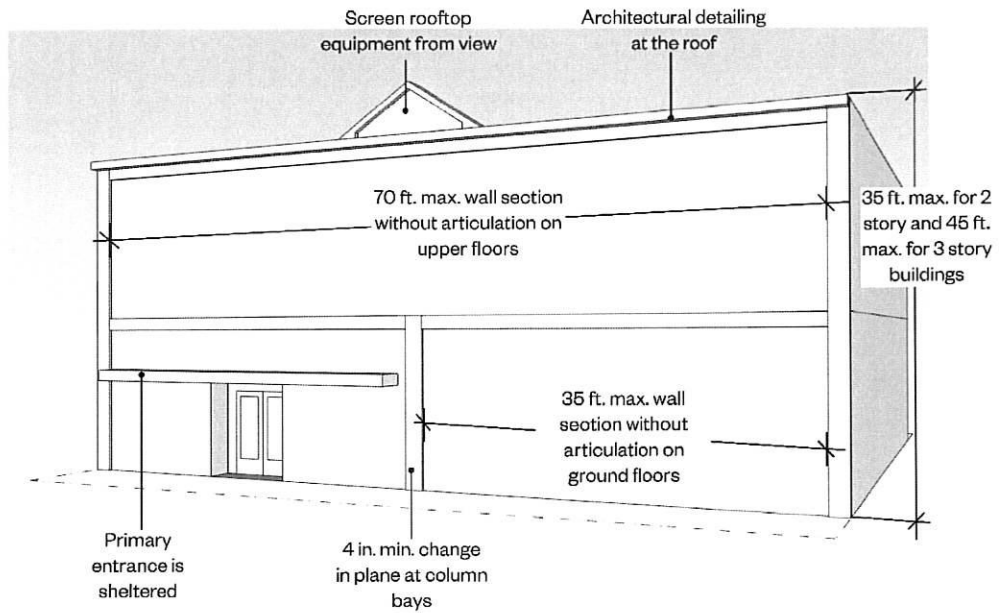 Screen rooftop
equipment from view
Architectural detailing
at the roof
70 ft. max. wall section
without articulation on
upper floors
35 ft. max. for 2
story and 45 ft.
max. for 3 story
buildings
35 ft. max. wall
section without
articulation on
ground floors
Primary
entrance is
sheltered
4 in. min. change
in plane at column
bays